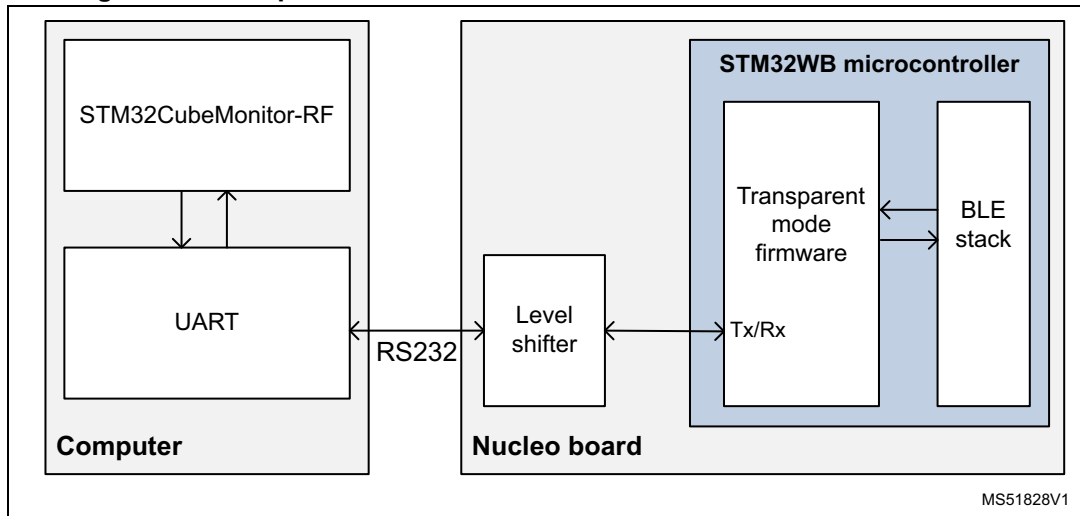 STM32CubeMonitor-RF
UART
Computer
RS232
Level
shifter
Nucleo board
STM32WB microcontroller
Transparent
mode
firmware
Tx/Rx
BLE
stack
MS51828V1